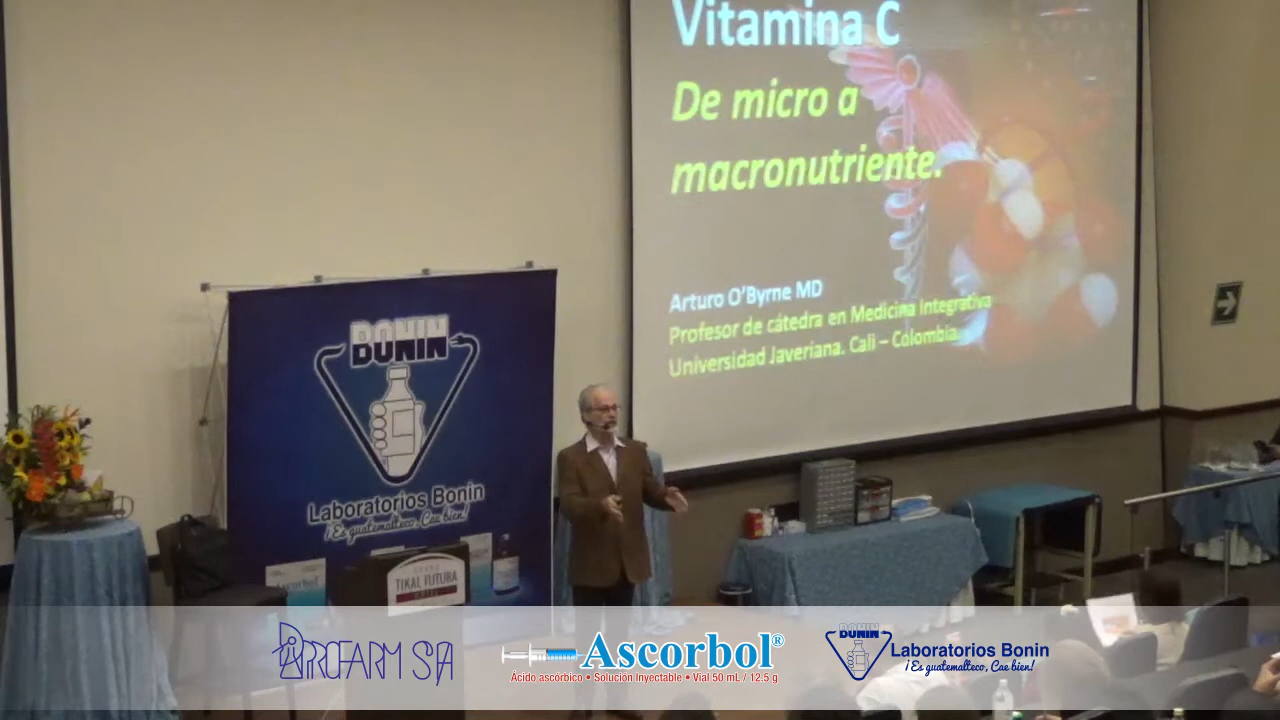 Vitamina C
De micro a
macronutriente.
Arturo O'Byrne MD
Profesor de cátedra en Medicina Integrativa
Universidad Javeriana. Cali – Colombia.
BONIN
Laboratorios Bonin
¡Es guatemalteco, Cae bien!
Ascorbol
TIKAL FUTURA
Ascorbol®
Ácido ascórbico • Solución Inyectable • Vial 50 mL / 12.5 g
BONIN
Laboratorios Bonin
¡Es guatemalteco, Cae bien!